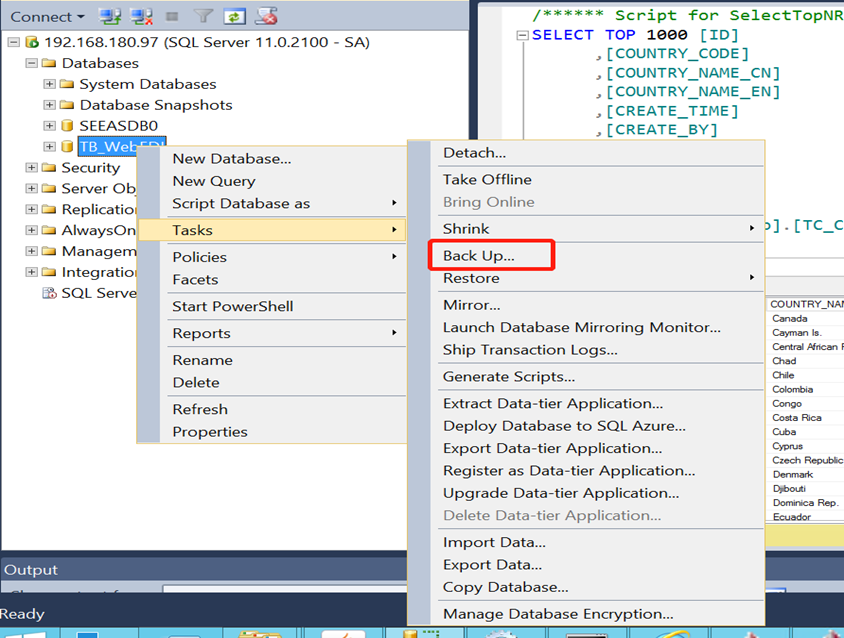 Connect
192.168.180.97 (SQL Server 11.0.2100 - SA)
Databases
System Databases
Database Snapshots
SEEASDB0
TB_WebEDI
Security
Server Ob
Replication
AlwaysOn
Managem
Integration
SQL Serve
New Database...
New Query
Script Database as
Tasks
Policies
Facets
Start PowerShell
Reports
Rename
Delete
Refresh
Properties
Detach...
Take Offline
Bring Online
Shrink
Back Up...
Restore
Mirror...
Launch Database Mirroring Monitor...
Ship Transaction Logs...
Generate Scripts...
Extract Data-tier Application...
Deploy Database to SQL Azure...
Export Data-tier Application...
Register as Data-tier Application...
Upgrade Data-tier Application...
Delete Data-tier Application...
Import Data...
Export Data...
Copy Database...
Manage Database Encryption...
/****** Script for SelectTopNR
SELECT TOP 1000 [ID]
,[COUNTRY_CODE]
,[COUNTRY_NAME_CN]
,[COUNTRY_NAME_EN]
,[CREATE_TIME]
,[CREATE_BY]
].[TC_C
COUNTRY_NAM
Canada
Cayman Is.
Central African R
Chad
Chile
Colombia
Congo
Costa Rica
Cuba
Cyprus
Czech Republic
Denmark
Djibouti
Dominica Rep.
Ecuador
Output
Ready